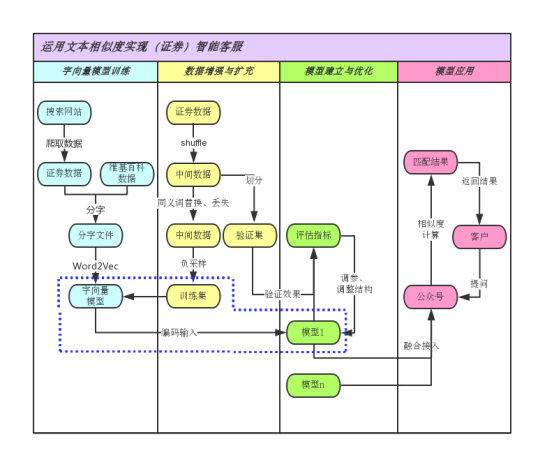 运用文本相似度实现（证券）智能客服
字向量模型训练
数据增强与扩充
模型建立与优化
模型应用
搜索网站
爬取数据
证券数据
维基百科
数据
分字
分字文件
Word2Vec
字向量
模型
证券数据
shuffle
中间数据
划分
同义词替换、丢失
中间数据
验证集
负采样
训练集
编码输入
验证效果
评估指标
调参、
调整结构
模型1
模型n
匹配结果
返回结果
相似度
计算
客户
提问
公众号
融合接入